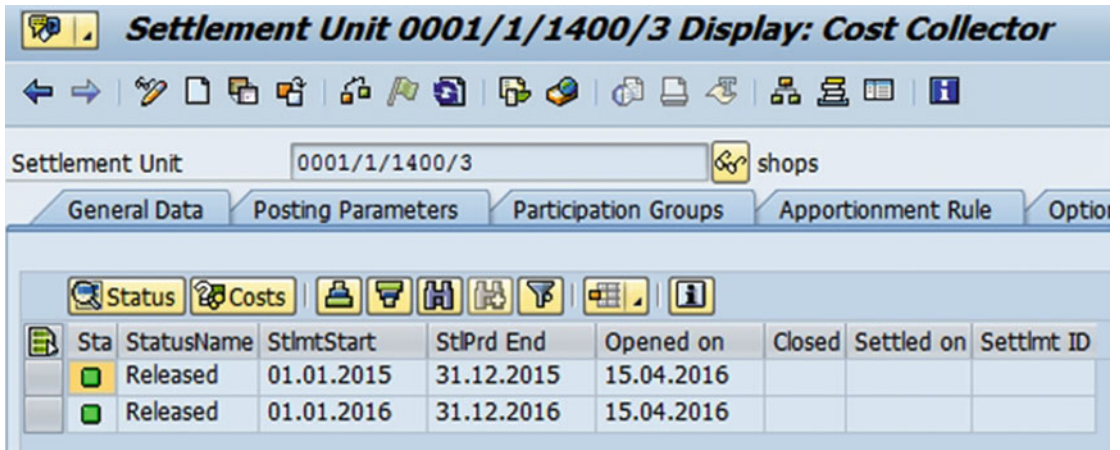 Settlement Unit 0001/1/1400/3 Display: Cost Collector
Settlement Unit 0001/1/1400/3 shops
General Data Posting Parameters Participation Groups Apportionment Rule Option
Status Costs
Sta StatusName StlmtStart StlPrd End Opened on Closed Settled on Settlmt ID
Released 01.01.2015 31.12.2015 15.04.2016
Released 01.01.2016 31.12.2016 15.04.2016